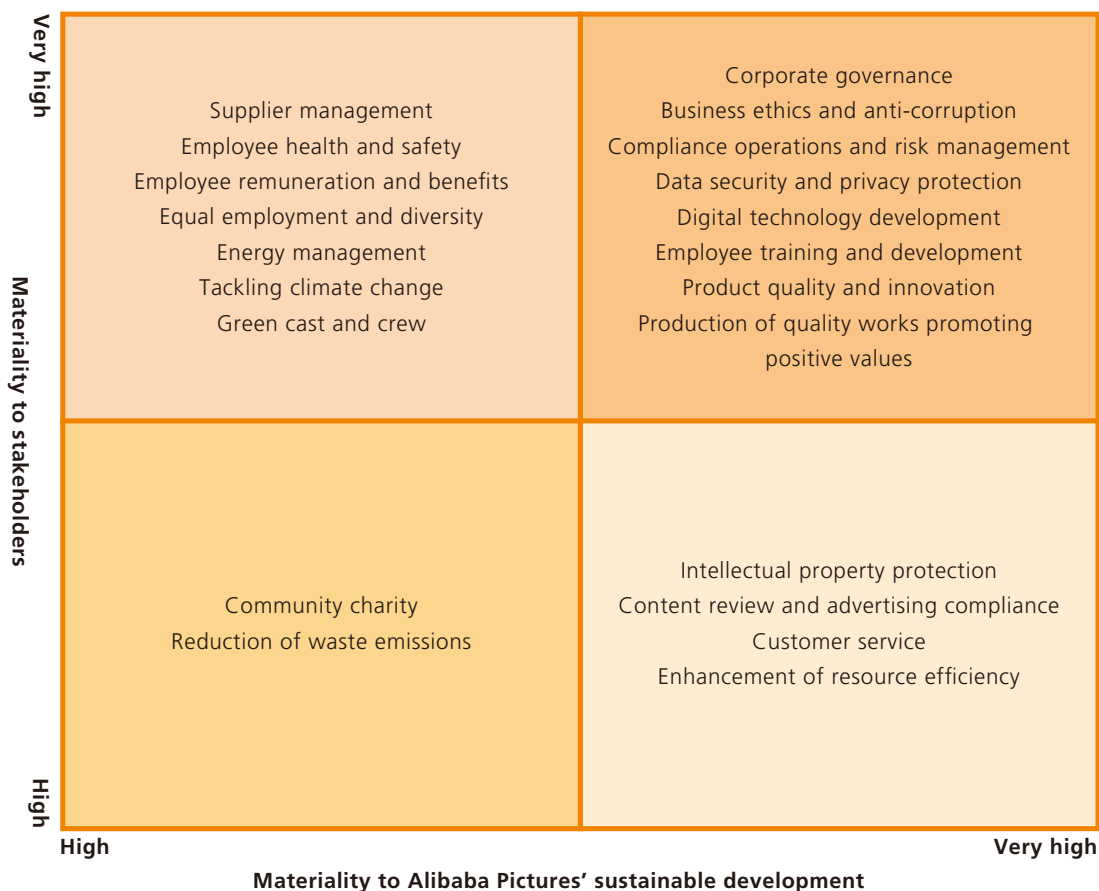 Very high
Materiality to stakeholders
High
Supplier management
Employee health and safety
Employee remuneration and benefits
Equal employment and diversity
Energy management
Tackling climate change
Green cast and crew
Corporate governance
Business ethics and anti-corruption
Compliance operations and risk management
Data security and privacy protection
Digital technology development
Employee training and development
Product quality and innovation
Production of quality works promoting
positive values
Community charity
Reduction of waste emissions
Intellectual property protection
Content review and advertising compliance
Customer service
Enhancement of resource efficiency
High
Very high
Materiality to Alibaba Pictures’ sustainable development